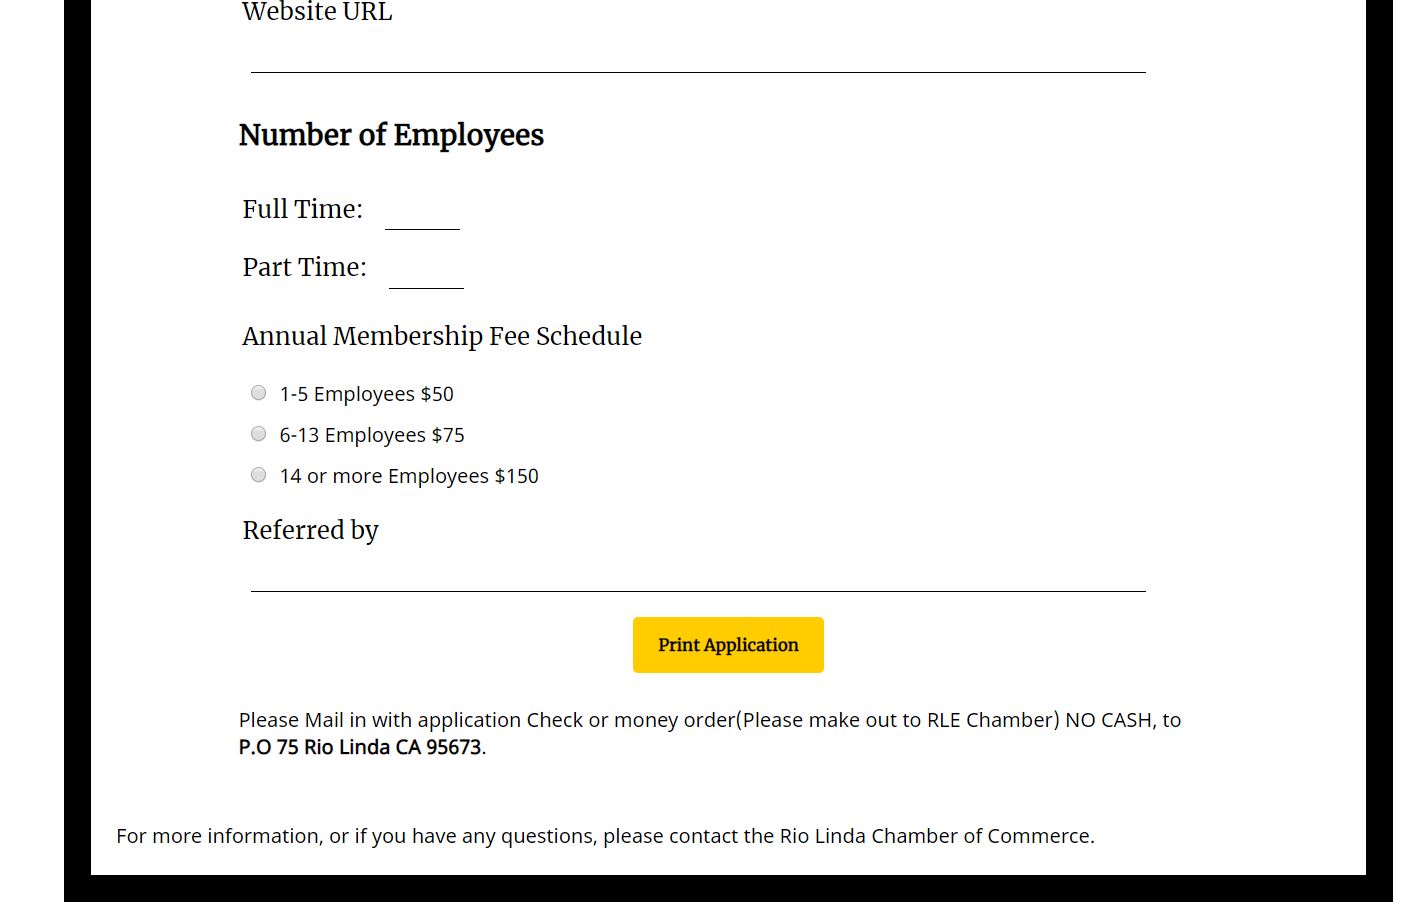 Website URL
Number of Employees
Full Time:
Part Time:
Annual Membership Fee Schedule
1-5 Employees $50
6-13 Employees $75
14 or more Employees $150
Referred by
Print Application
Please Mail in with application Check or money order(Please make out to RLE Chamber) NO CASH, to
P.O 75 Rio Linda CA 95673.
For more information, or if you have any questions, please contact the Rio Linda Chamber of Commerce.